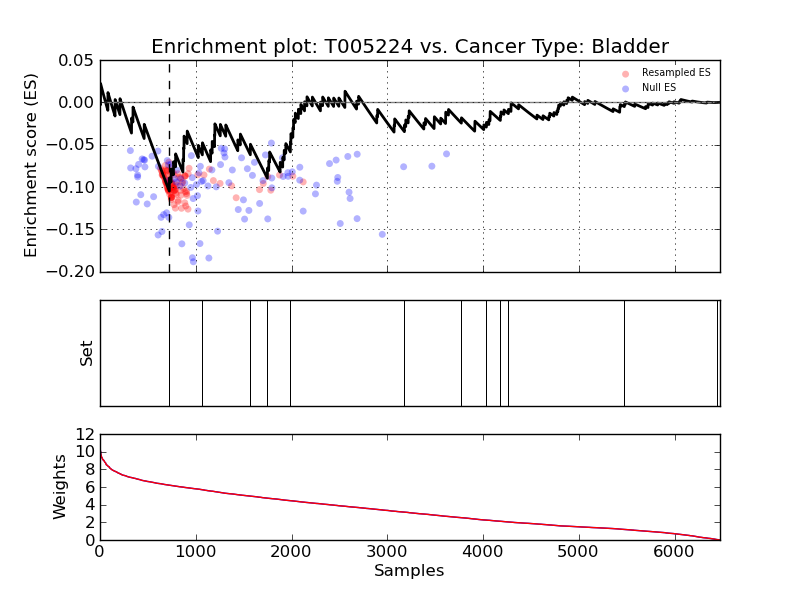 Enrichment plot: T005224 vs. Cancer Type: Bladder
Enrichment score (ES)
0.05
0.00
−0.05
−0.10
−0.15
−0.20
Resampled ES
Null ES
Set
Weights
12
10
8
6
4
2
0
0 1000 2000 3000 4000 5000 6000
Samples